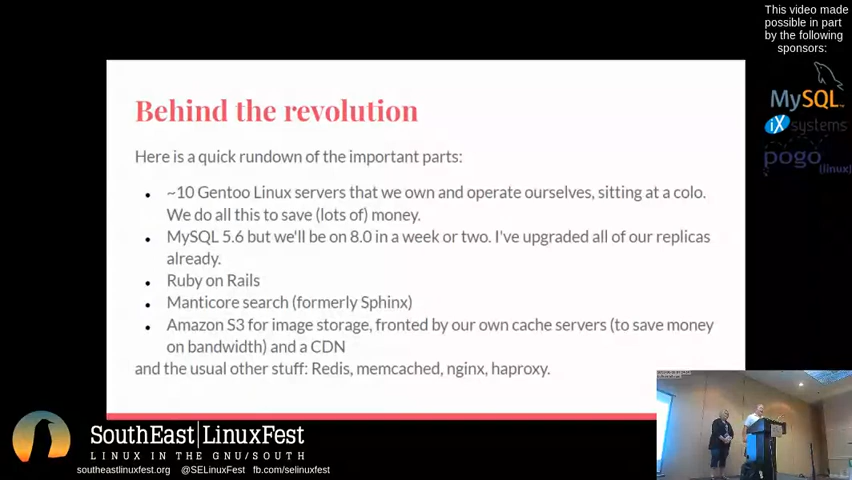 This video made
possible in part
by the following
sponsors:
MySQL
iX systems
pogo
linux
Behind the revolution
Here is a quick rundown of the important parts:
• ~10 Gentoo Linux servers that we own and operate ourselves, sitting at a colo.
We do all this to save (lots of) money.
• MySQL 5.6 but we'll be on 8.0 in a week or two. I've upgraded all of our replicas
already.
• Ruby on Rails
• Manticore search (formerly Sphinx)
• Amazon S3 for image storage, fronted by our own cache servers (to save money
on bandwidth) and a CDN
and the usual other stuff: Redis, memcached, nginx, haproxy.
SouthEast|LinuxFest
LINUX IN THE GNU/SOUTH
southeastlinuxfest.org @SELinuxFest fb.com/selinuxfest